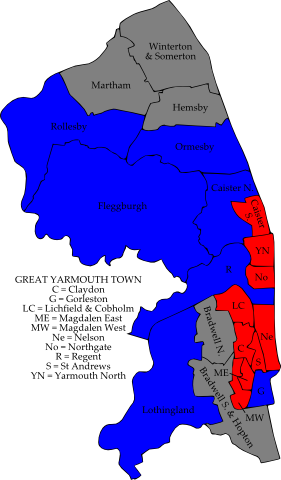 Winterton
& Somerton
Martham
Hemsby
Rollesby
Ormesby
Fleggburgh
Caister N.
Caister
S.
YN
R
No
GREAT YARMOUTH TOWN
C = Claydon
G = Gorleston
LC = Lichfield & Cobholm
ME = Magdalen East
MW = Magdalen West
Ne = Nelson
No = Northgate
R = Regent
S = St Andrews
YN = Yarmouth North
LC
Bradwell N.
No
C
S
ME
G
Bradwell S. & Hopton
Lothingland
MW